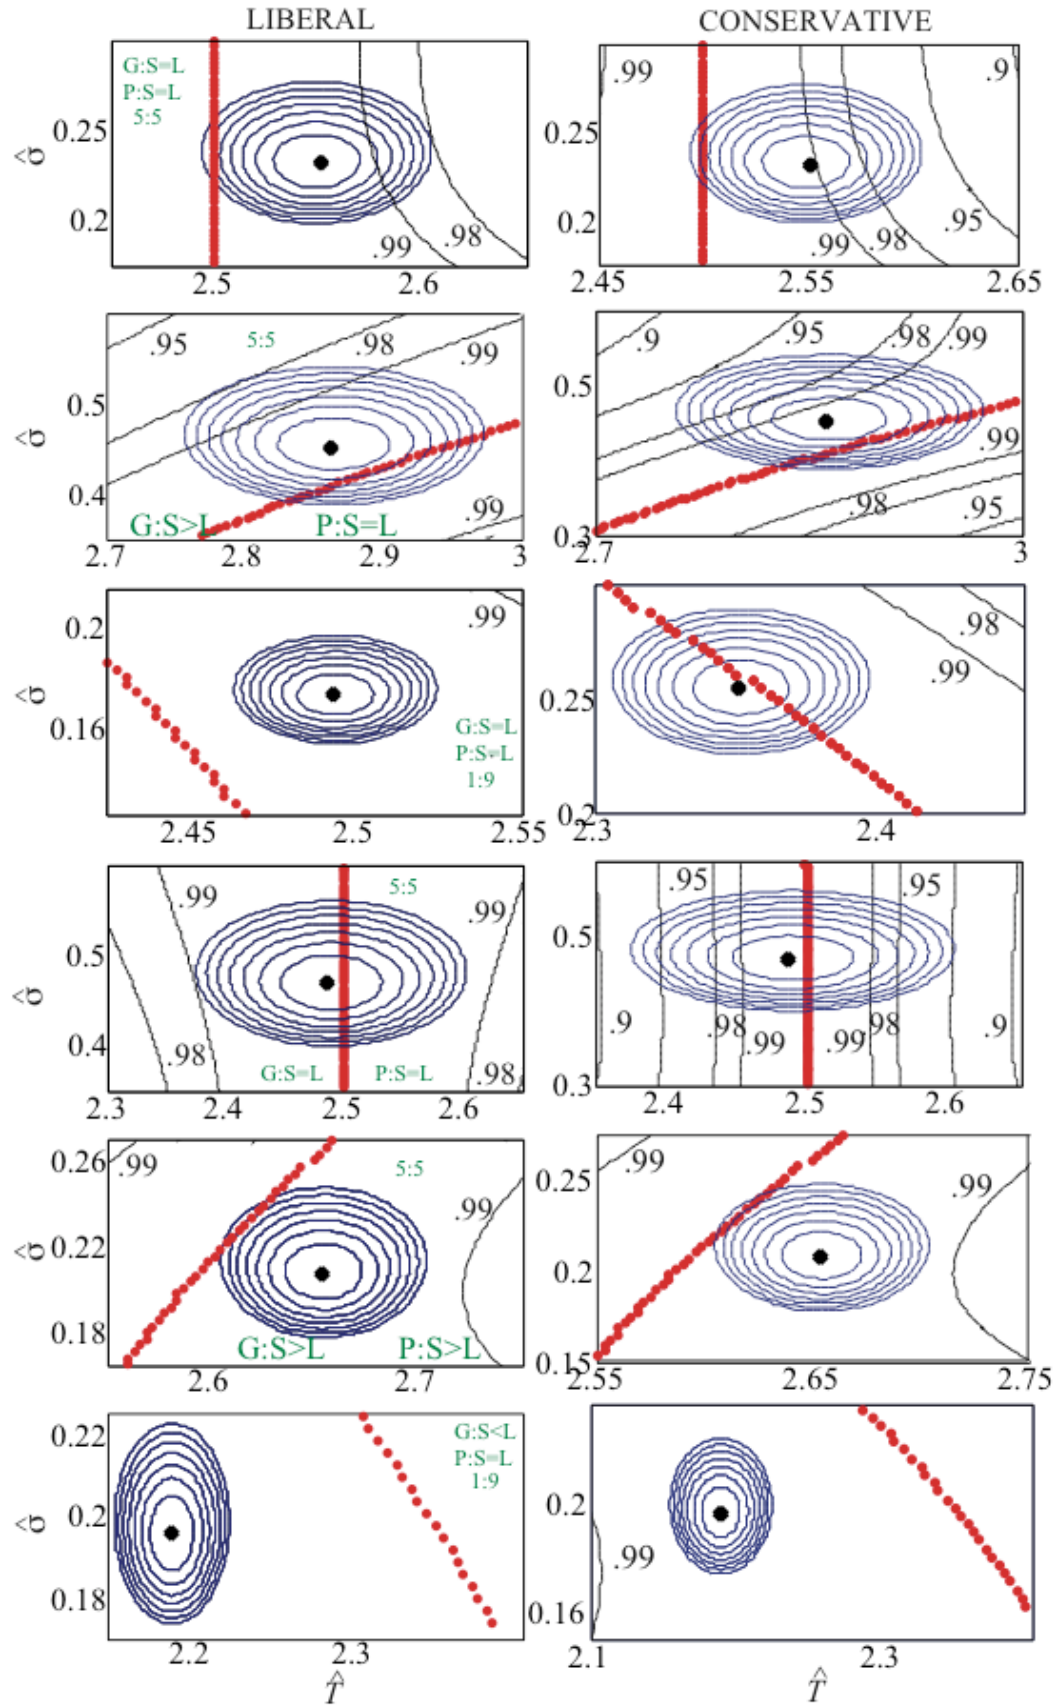 LIBERAL CONSERVATIVE
G:S=L
P:S=L
5:5
.99 .98
0.25
0.2
σ̂
2.5 2.6
.99 .9
.99 .98 .95
0.25
0.2
2.45 2.55 2.65
.95 5:5 .98 .99
0.5
0.4
σ̂
.99
G:S>L P:S=L
2.7 2.8 2.9 3
.9 .95 .98 .99
0.5
.99
.98 .95
0.3
2.7 3
.99
0.2
0.16
σ̂
G:S=L
P:S=L
1:9
2.45 2.5 2.55
.98
.99
0.25
0.2
2.3 2.4
.99 5:5 .99
0.5
0.4
σ̂
.98 .98
G:S=L P:S=L
2.3 2.4 2.5 2.6
.95 .95
0.5
.9 .98 .99 .99 .98 .9
0.3
2.4 2.5 2.6
0.26
0.22
0.18
σ̂
.99 5:5
.99
G:S>L P:S>L
2.6 2.7
.99 .99
0.25
0.2
0.15
2.55 2.65 2.75
0.22
0.2
0.18
σ̂
G:S<L
P:S=L
1:9
2.2 2.3
T̂
0.2
.99
0.16
2.1 2.3
T̂